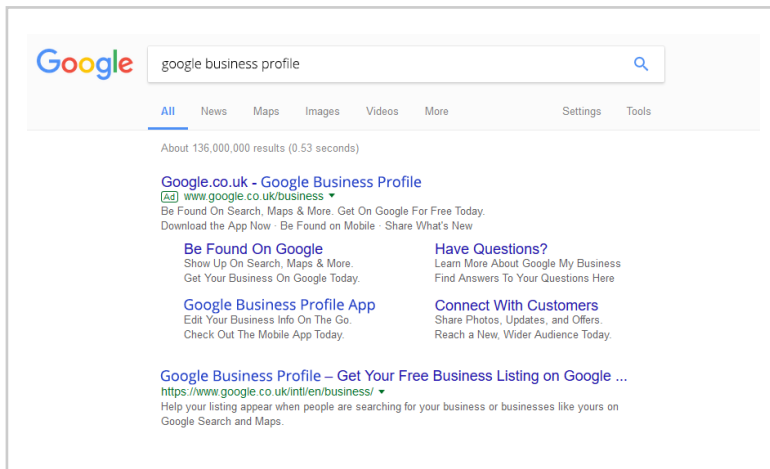 Google
google business profile
All News Maps Images Videos More Settings Tools
About 136,000,000 results (0.53 seconds)
Google.co.uk - Google Business Profile
Ad www.google.co.uk/business
Be Found On Search, Maps & More. Get On Google For Free Today.
Download the App Now · Be Found on Mobile · Share What's New
Be Found On Google
Show Up On Search, Maps & More.
Get Your Business On Google Today.
Have Questions?
Learn More About Google My Business
Find Answers To Your Questions Here
Google Business Profile App
Edit Your Business Info On The Go.
Check Out The Mobile App Today.
Connect With Customers
Share Photos, Updates, and Offers.
Reach a New, Wider Audience Today.
Google Business Profile – Get Your Free Business Listing on Google ...
https://www.google.co.uk/intl/en/business/
Help your listing appear when people are searching for your business or businesses like yours on
Google Search and Maps.